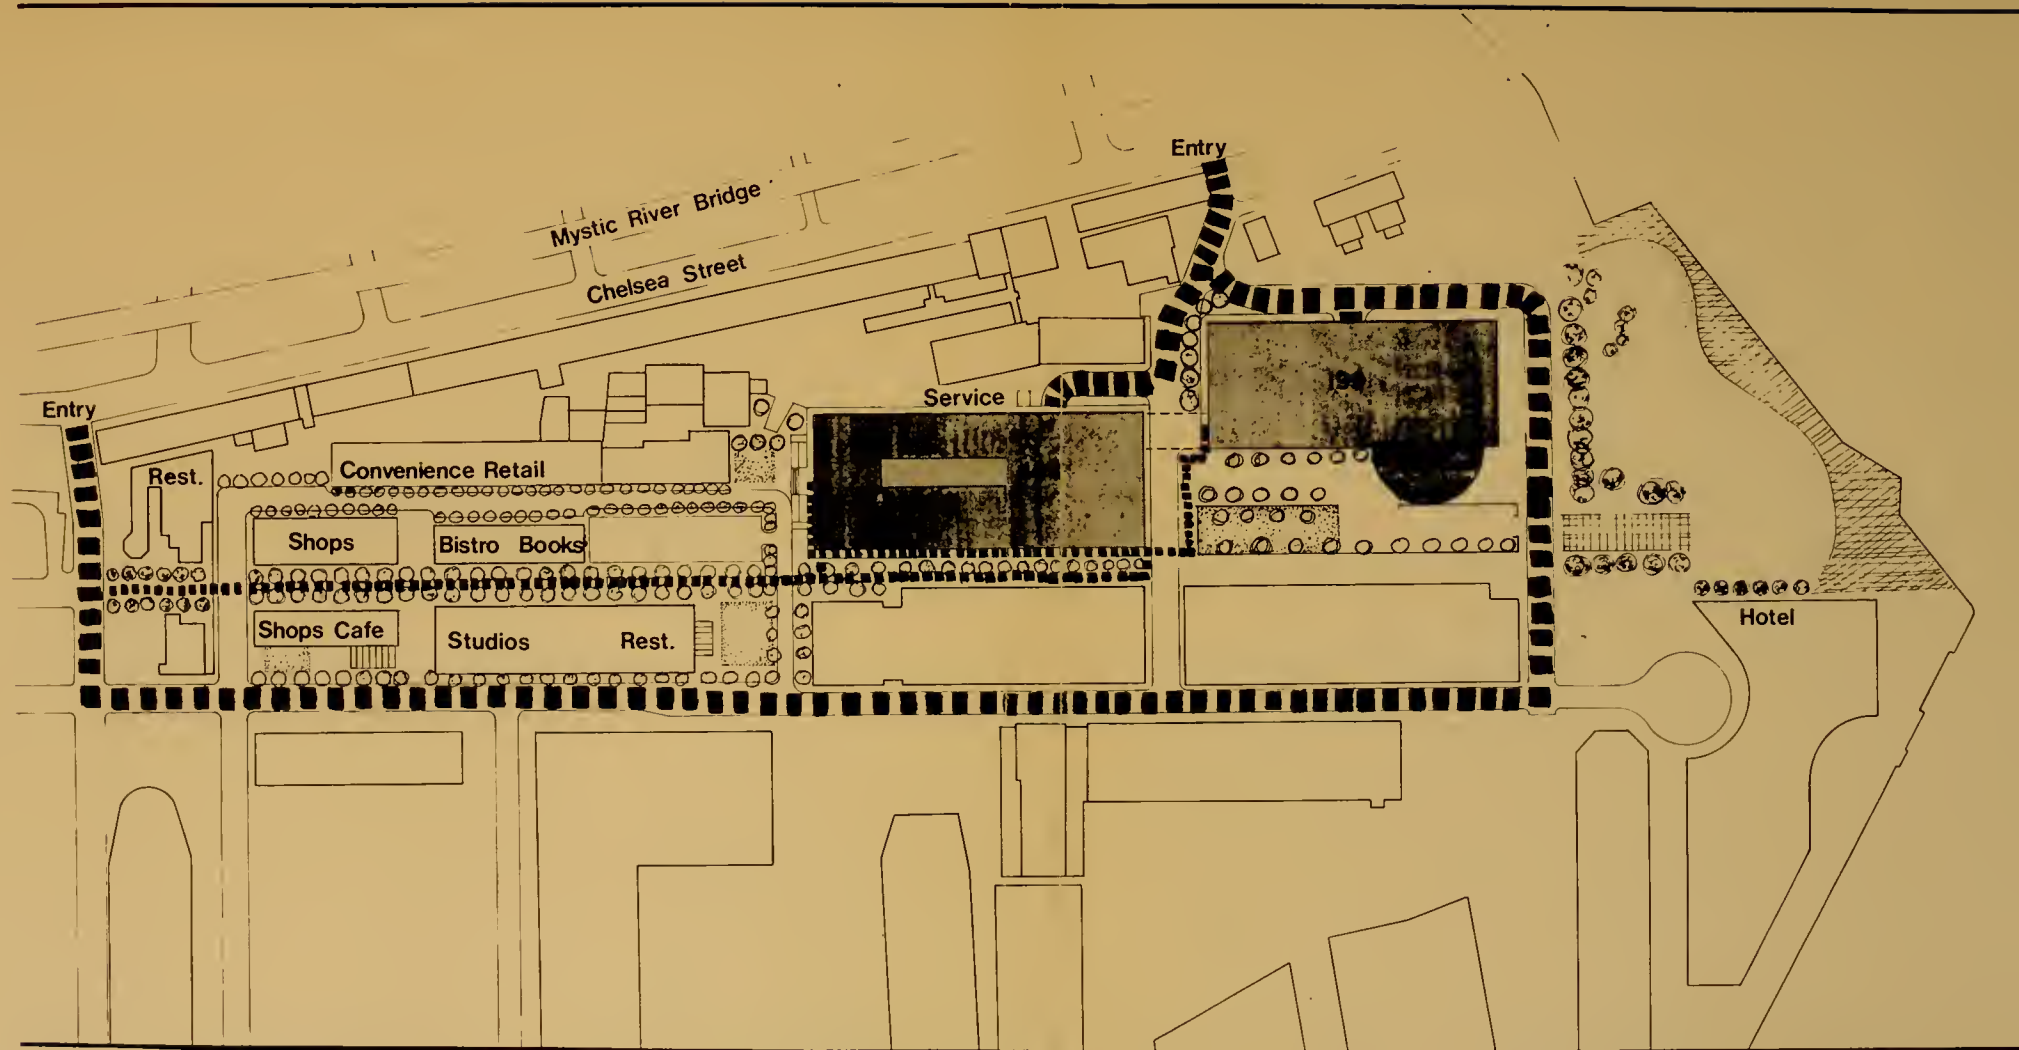 Entry
Mystic River Bridge
Chelsea Street
Entry
Service
Rest.
Convenience Retail
Shops
Bistro Books
Shops Cafe
Studios
Rest.
Hotel